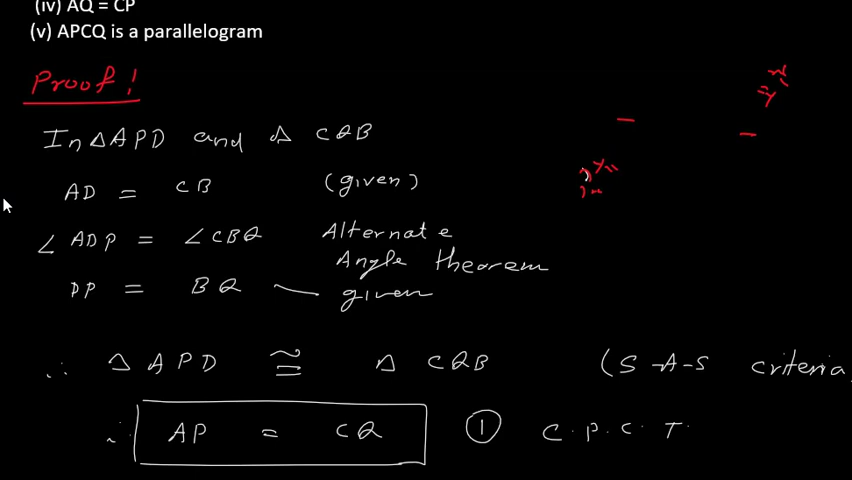 (iv) AQ = CP
(v) APCQ is a parallelogram
Proof!
In △ APD and △ CQB
AD = CB (given)
∠ ADP = ∠ CBQ Alternate
Angle theorem
DP = BQ — given
∴ △ APD ≅ △ CQB (S-A-S criteria
∴ AP = CQ ① C.P.C.T.